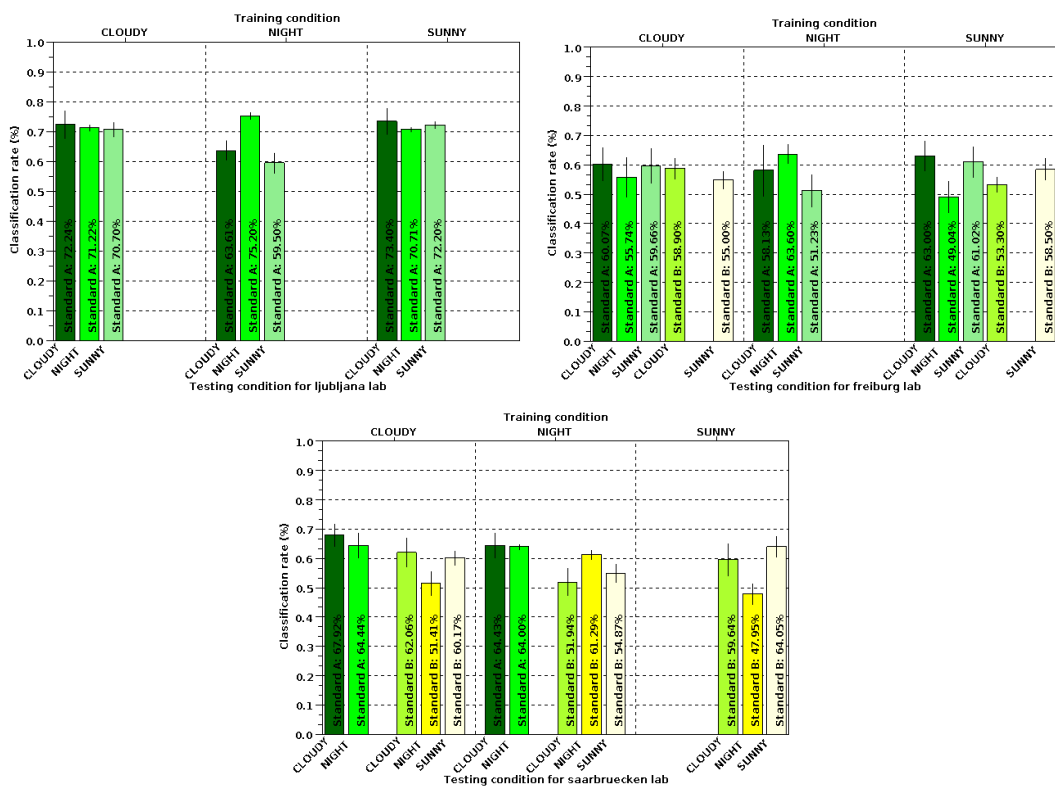 Training condition
CLOUDY NIGHT SUNNY
Classification rate (%)
1.0
0.9
0.8
0.7
0.6
0.5
0.4
0.3
0.2
0.1
0.0
Standard A: 72.24%
Standard A: 71.22%
Standard A: 70.70%
Standard A: 63.61%
Standard A: 75.20%
Standard A: 59.50%
Standard A: 73.40%
Standard A: 70.71%
Standard A: 72.20%
CLOUDY NIGHT SUNNY CLOUDY NIGHT SUNNY CLOUDY NIGHT SUNNY
Testing condition for ljubljana lab
Training condition
CLOUDY NIGHT SUNNY
Classification rate (%)
1.0
0.9
0.8
0.7
0.6
0.5
0.4
0.3
0.2
0.1
0.0
Standard A: 60.07%
Standard A: 55.74%
Standard A: 59.66%
Standard B: 58.90%
Standard B: 55.00%
Standard A: 58.13%
Standard A: 63.60%
Standard A: 51.23%
Standard A: 63.00%
Standard A: 49.04%
Standard A: 61.02%
Standard B: 53.30%
Standard B: 58.50%
CLOUDY NIGHT SUNNY CLOUDY SUNNY CLOUDY NIGHT SUNNY CLOUDY NIGHT SUNNY CLOUDY SUNNY
Testing condition for freiburg lab
Training condition
CLOUDY NIGHT SUNNY
Classification rate (%)
1.0
0.9
0.8
0.7
0.6
0.5
0.4
0.3
0.2
0.1
0.0
Standard A: 67.92%
Standard A: 64.44%
Standard B: 62.06%
Standard B: 51.41%
Standard B: 60.17%
Standard A: 64.43%
Standard A: 64.00%
Standard B: 51.94%
Standard B: 61.29%
Standard B: 54.87%
Standard B: 59.64%
Standard B: 47.95%
Standard B: 64.05%
CLOUDY NIGHT CLOUDY NIGHT SUNNY CLOUDY NIGHT CLOUDY NIGHT SUNNY CLOUDY NIGHT SUNNY
Testing condition for saarbruecken lab